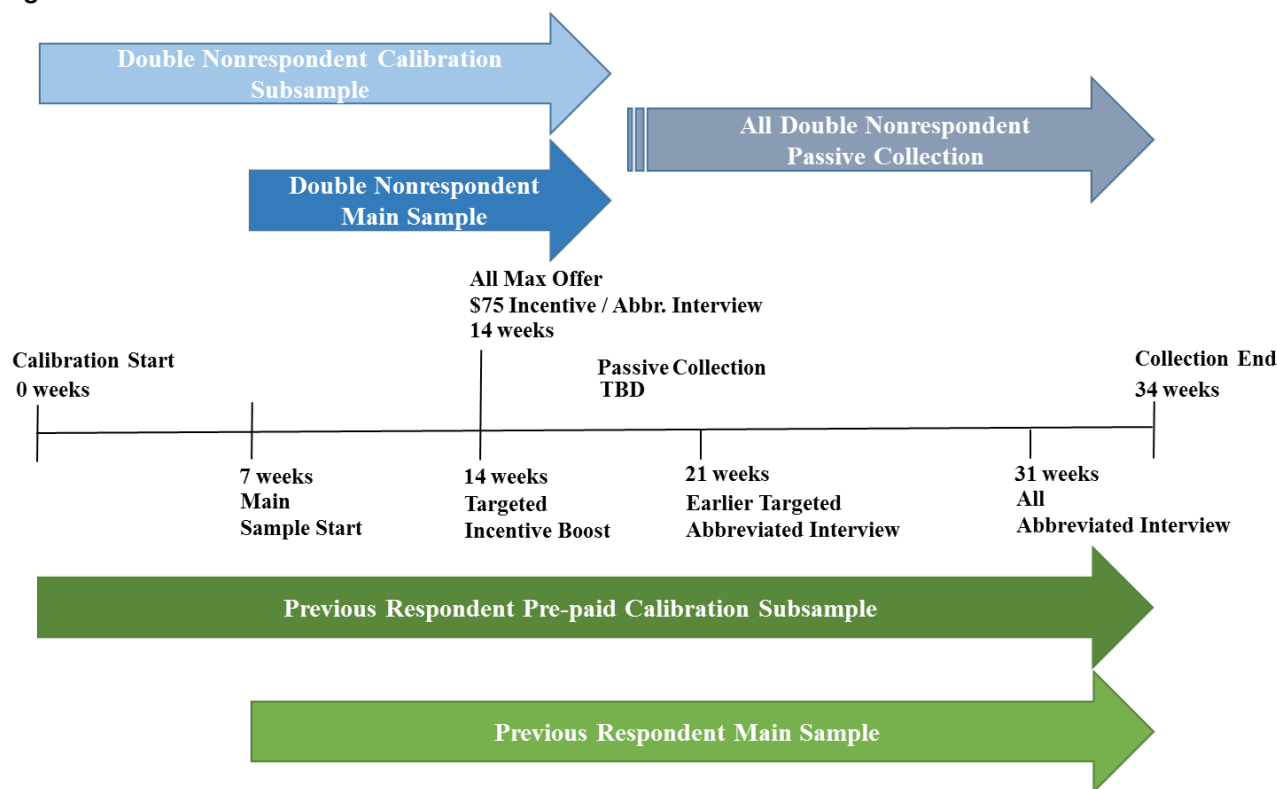 Double Nonrespondent Calibration
Subsample
All Double Nonrespondent
Passive Collection
Double Nonrespondent
Main Sample
All Max Offer
$75 Incentive / Abbr. Interview
14 weeks
Calibration Start
0 weeks
Passive Collection
TBD
Collection End
34 weeks
7 weeks
Main
Sample Start
14 weeks
Targeted
Incentive Boost
21 weeks
Earlier Targeted
Abbreviated Interview
31 weeks
All
Abbreviated Interview
Previous Respondent Pre-paid Calibration Subsample
Previous Respondent Main Sample